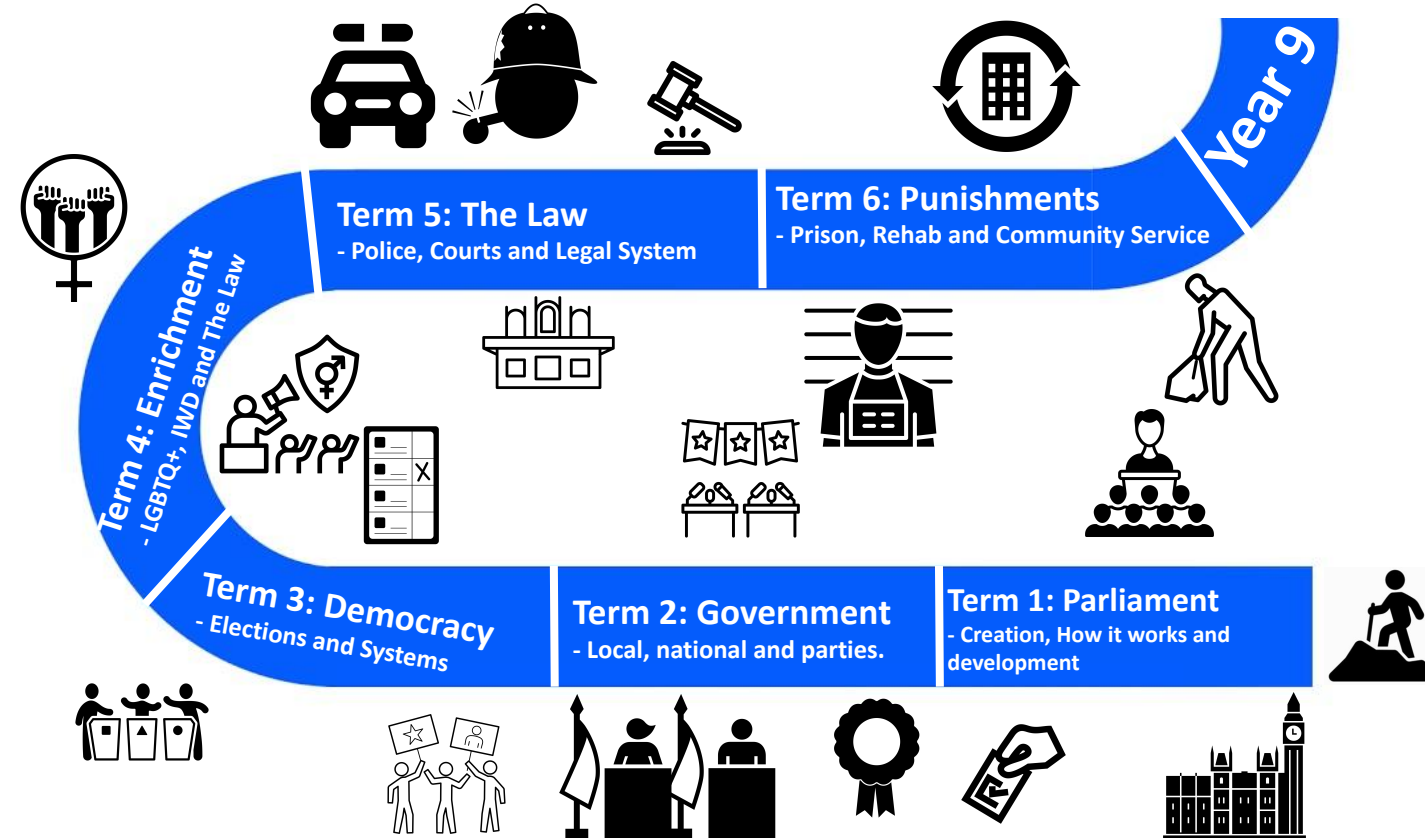 Year 9
Term 6: Punishments
- Prison, Rehab and Community Service
Term 5: The Law
- Police, Courts and Legal System
Term 4: Enrichment
- LGBTQ+, IWD and The Law
Term 3: Democracy
- Elections and Systems
Term 2: Government
- Local, national and parties.
Term 1: Parliament
- Creation, How it works and
development